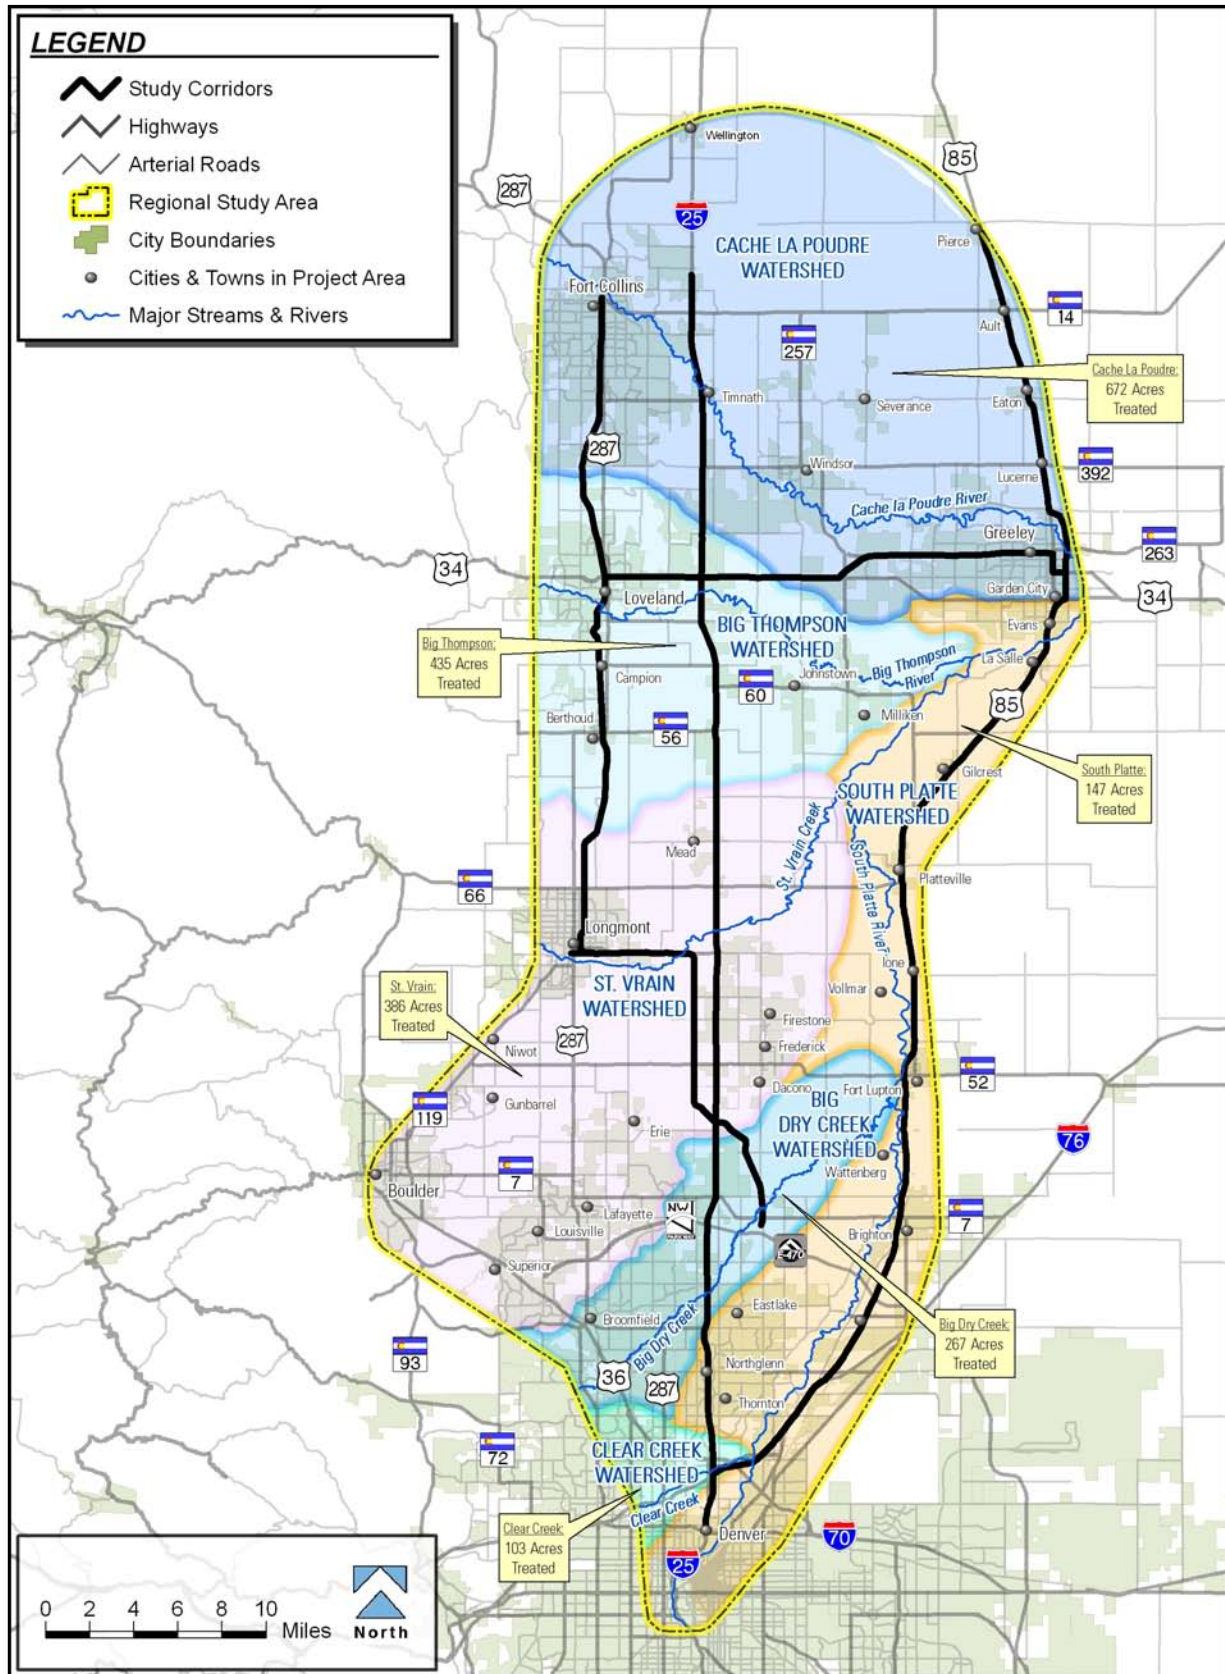 LEGEND
Study Corridors
Highways
Arterial Roads
Regional Study Area
City Boundaries
Cities & Towns in Project Area
Major Streams & Rivers
Wellington
85
287
25
Pierce
CACHE LA POUDRE
WATERSHED
Fort Collins
14
Ault
257
Cache La Poudre:
672 Acres
Treated
Timnath
Severance
Eaton
287
Windsor
Lucerne
392
Cache la Poudre River
Greeley
263
34
Loveland
Garden City
34
Evans
BIG THOMPSON
WATERSHED
Big Thompson:
435 Acres
Treated
La Salle
Big Thompson
River
Campion
Johnstown
60
85
Milliken
Berthoud
56
South Platte:
147 Acres
Treated
Gilcrest
SOUTH PLATTE
WATERSHED
St. Vrain Creek
Mead
South Platte River
Platteville
66
Longmont
Ione
St. Vrain:
386 Acres
Treated
ST. VRAIN
WATERSHED
Vollmar
Firestone
287
Niwot
Frederick
52
Dacono
Fort Lupton
Gunbarrel
119
BIG
DRY CREEK
WATERSHED
Erie
76
Wattenberg
7
Boulder
Lafayette
NW
PARKWAY
7
Louisville
Brighton
E-470
Superior
Eastlake
Broomfield
Big Dry Creek
Big Dry Creek:
267 Acres
Treated
93
36
Northglenn
287
Thornton
72
CLEAR CREEK
WATERSHED
Clear Creek
Clear Creek:
103 Acres
Treated
Denver
70
25
0 2 4 6 8 10
Miles
North